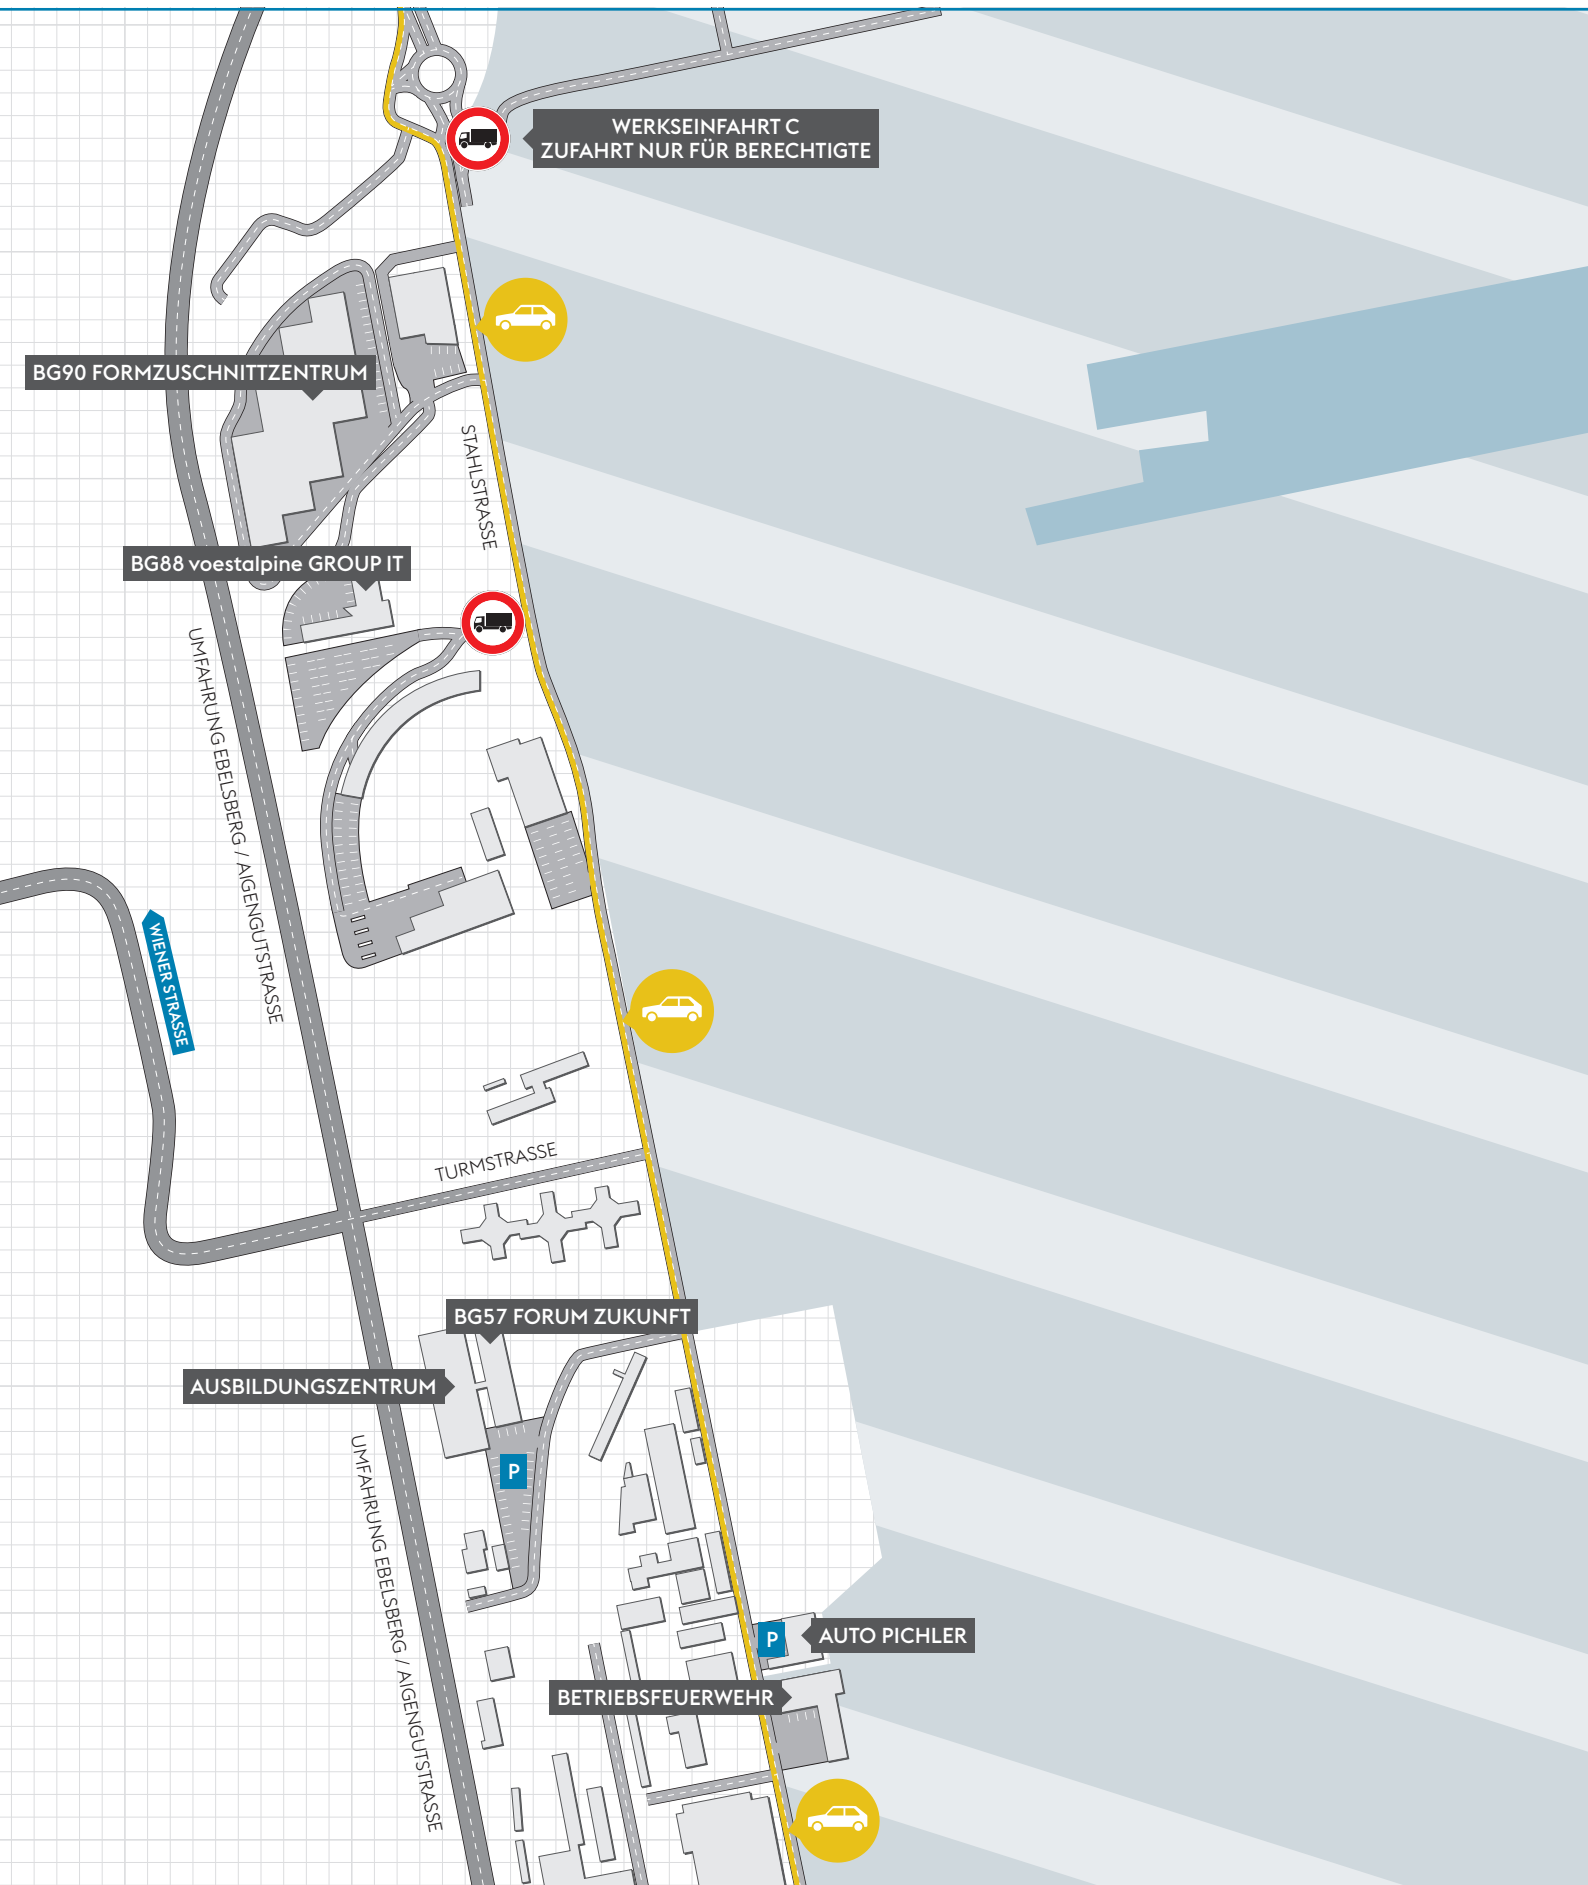 WERKSEINFAHRT C
ZUFAHRT NUR FÜR BERECHTIGTE
BG90 FORMZUSCHNITTZENTRUM
STAHLSTRASSE
BG88 voestalpine GROUP IT
UMFAHRUNG EBELSBERG / AIGENGUTSTRASSE
WIENER STRASSE
TURMSTRASSE
BG57 FORUM ZUKUNFT
AUSBILDUNGSZENTRUM
UMFAHRUNG EBELSBERG / AIGENGUTSTRASSE
P
P
AUTO PICHLER
BETRIEBSFEUERWEHR